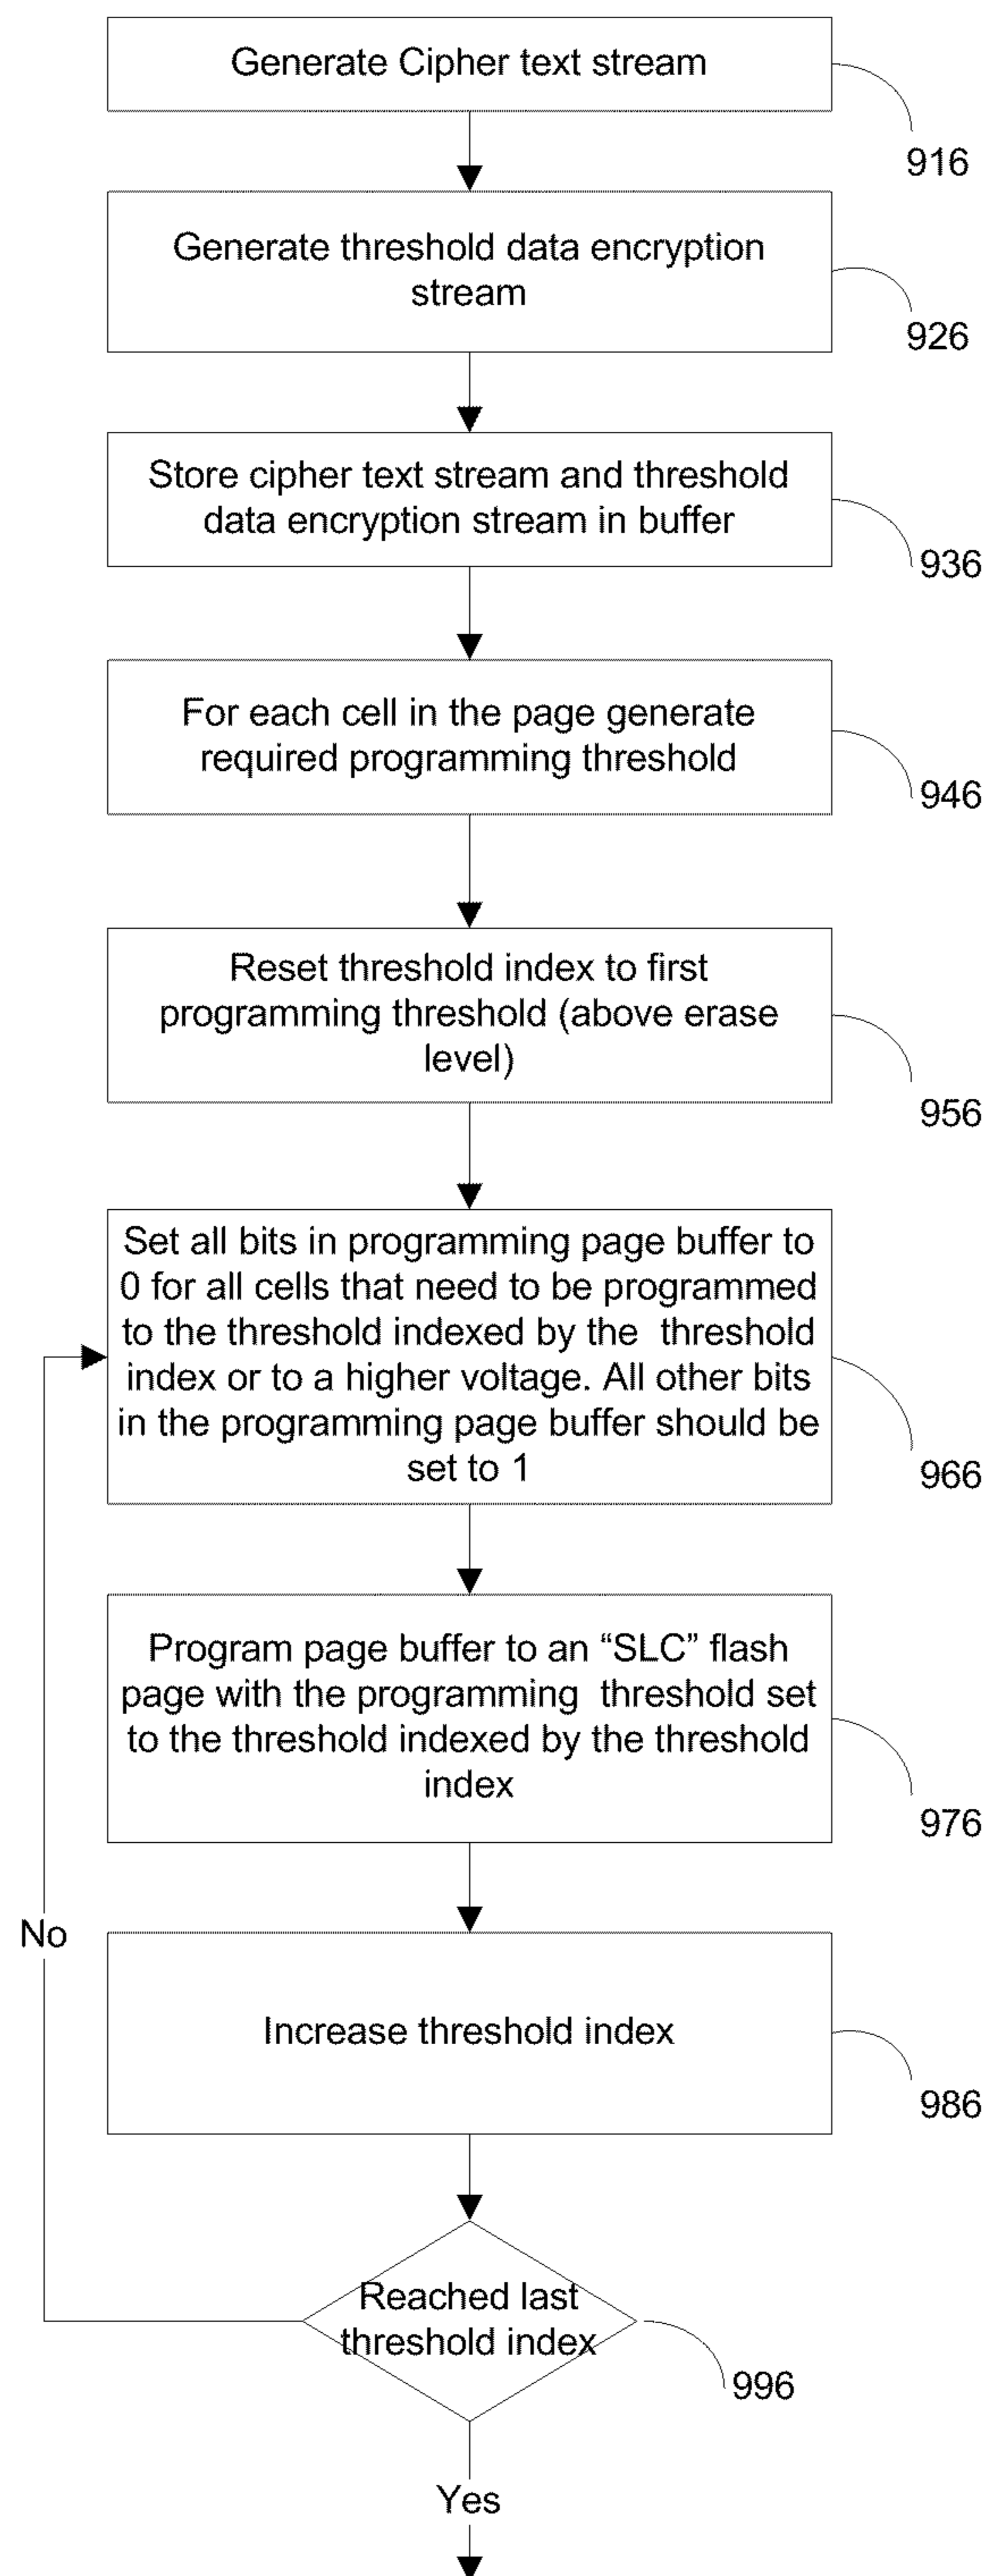 Generate Cipher text stream
916
Generate threshold data encryption
stream
926
Store cipher text stream and threshold
data encryption stream in buffer
936
For each cell in the page generate
required programming threshold
946
Reset threshold index to first
programming threshold (above erase
level)
956
Set all bits in programming page buffer to
0 for all cells that need to be programmed
to the threshold indexed by the threshold
index or to a higher voltage. All other bits
in the programming page buffer should be
set to 1
966
Program page buffer to an “SLC” flash
page with the programming threshold set
to the threshold indexed by the threshold
index
976
No
Increase threshold index
986
Reached last
threshold index
996
Yes